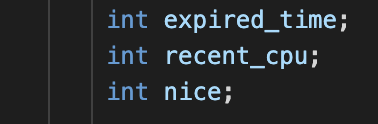 int expired_time;
int recent_cpu;
int nice;